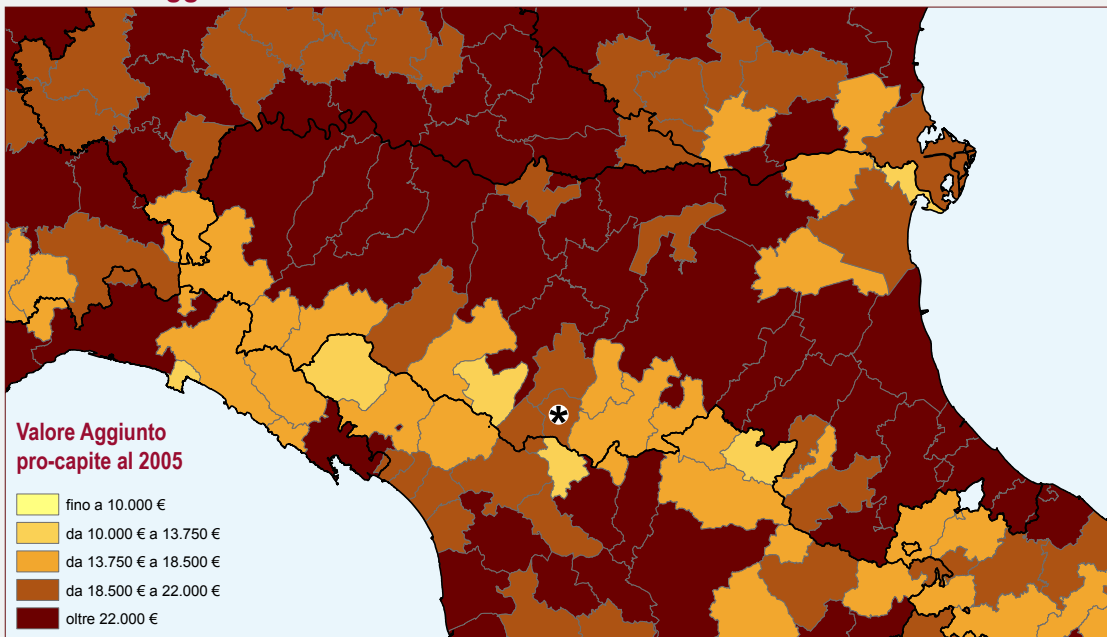 Valore Aggiunto
pro-capite al 2005
fino a 10.000 €
da 10.000 € a 13.750 €
da 13.750 € a 18.500 €
da 18.500 € a 22.000 €
oltre 22.000 €